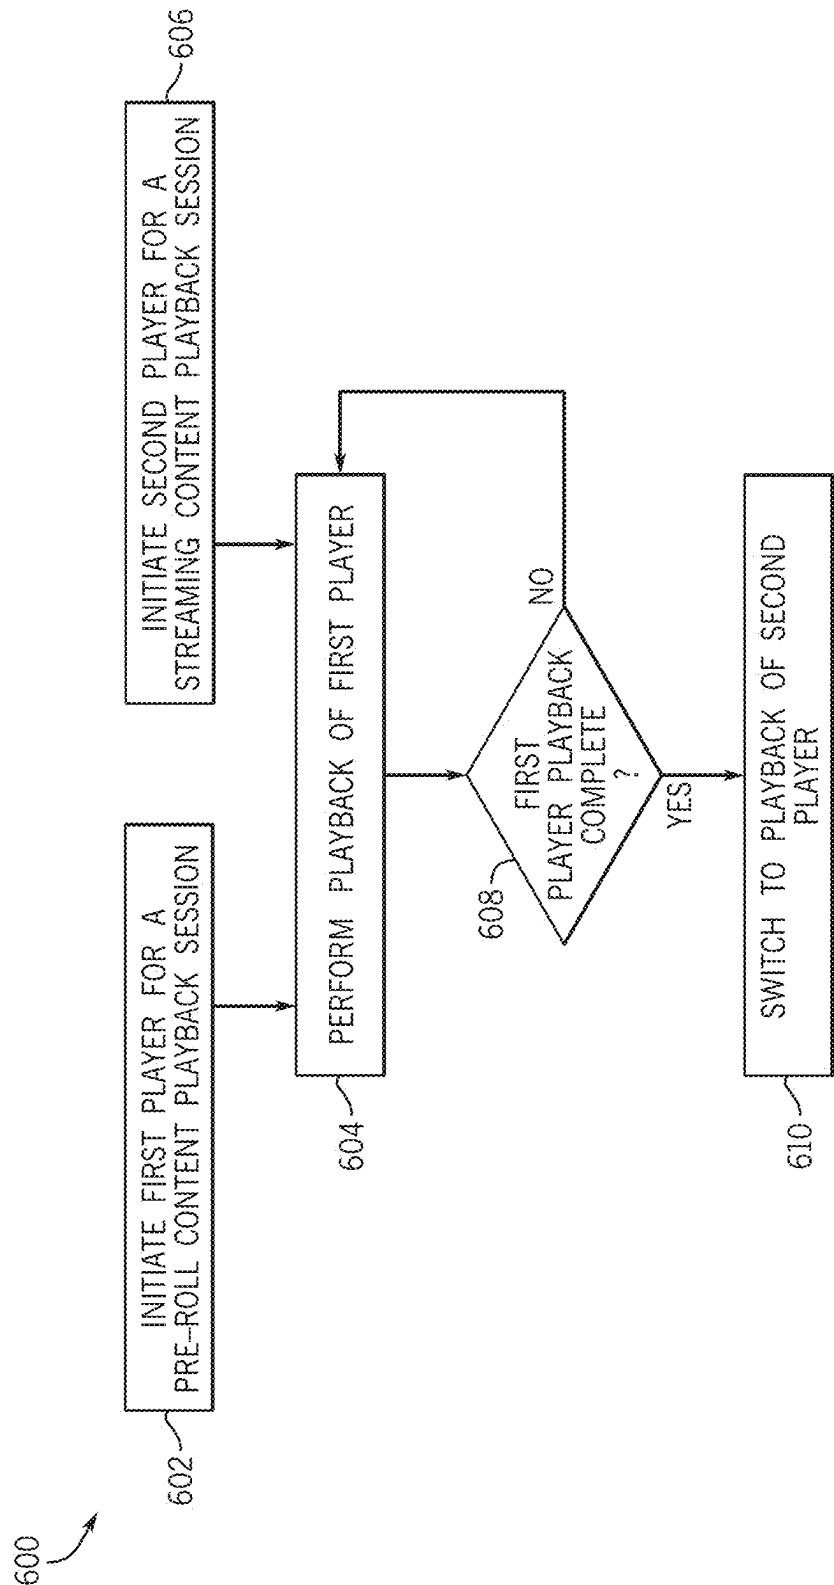 600
602
INITIATE FIRST PLAYER FOR A
PRE-ROLL CONTENT PLAYBACK SESSION
606
INITIATE SECOND PLAYER FOR A
STREAMING CONTENT PLAYBACK SESSION
604
PERFORM PLAYBACK OF FIRST PLAYER
608
FIRST
PLAYER PLAYBACK
COMPLETE
?
NO
YES
610
SWITCH TO PLAYBACK OF SECOND
PLAYER